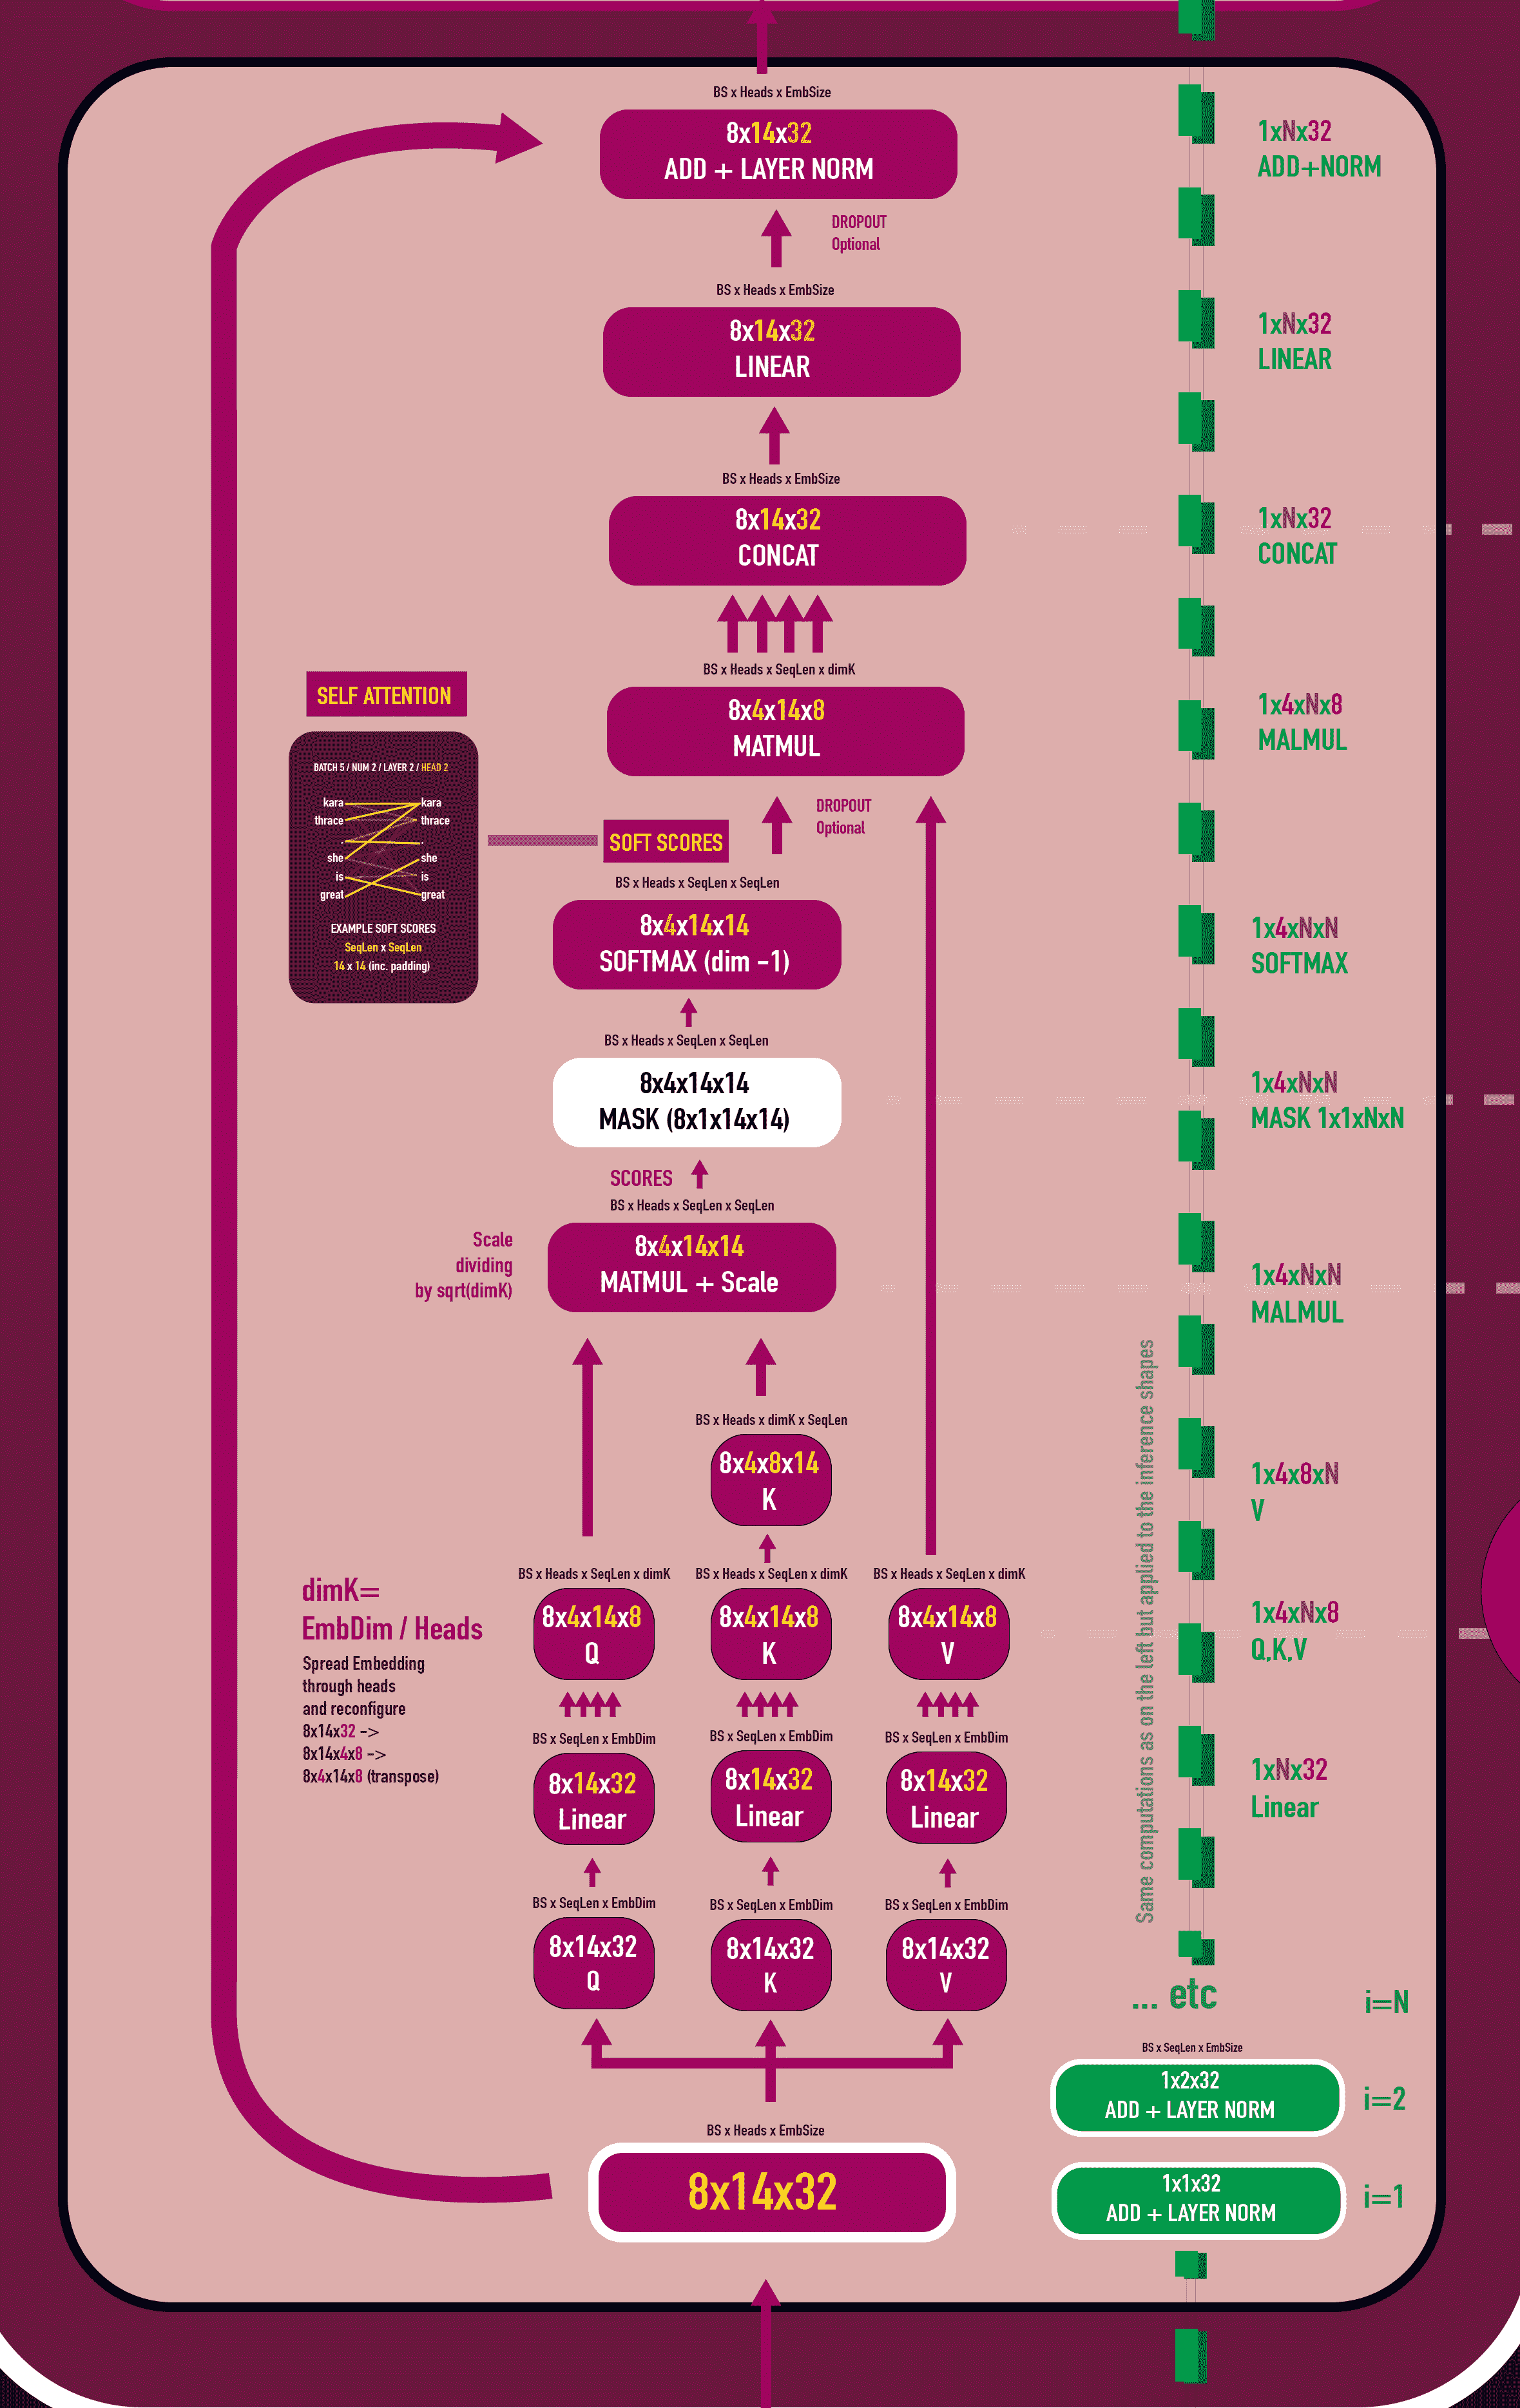 BS x Heads x EmbSize
8x14x32
ADD + LAYER NORM
DROPOUT
Optional
BS x Heads x EmbSize
8x14x32
LINEAR
BS x Heads x EmbSize
8x14x32
CONCAT
BS x Heads x SeqLen x dimK
8x4x14x8
MATMUL
DROPOUT
Optional
SELF ATTENTION
BATCH 5 / NUM 2 / LAYER 2 / HEAD 2
kara kara
thrace thrace
. .
she she
is is
great great
EXAMPLE SOFT SCORES
SeqLen x SeqLen
14 x 14 (inc. padding)
SOFT SCORES
BS x Heads x SeqLen x SeqLen
8x4x14x14
SOFTMAX (dim -1)
BS x Heads x SeqLen x SeqLen
8x4x14x14
MASK (8x1x14x14)
SCORES
BS x Heads x SeqLen x SeqLen
8x4x14x14
MATMUL + Scale
Scale
dividing
by sqrt(dimK)
BS x Heads x dimK x SeqLen
8x4x8x14
K
BS x Heads x SeqLen x dimK
8x4x14x8
Q
BS x Heads x SeqLen x dimK
8x4x14x8
K
BS x Heads x SeqLen x dimK
8x4x14x8
V
dimK=
EmbDim / Heads
Spread Embedding
through heads
and reconfigure
8x14x32 ->
8x14x4x8 ->
8x4x14x8 (transpose)
BS x SeqLen x EmbDim
8x14x32
Linear
BS x SeqLen x EmbDim
8x14x32
Linear
BS x SeqLen x EmbDim
8x14x32
Linear
BS x SeqLen x EmbDim
8x14x32
Q
BS x SeqLen x EmbDim
8x14x32
K
BS x SeqLen x EmbDim
8x14x32
V
BS x Heads x EmbSize
8x14x32
1xNx32
ADD+NORM
1xNx32
LINEAR
1xNx32
CONCAT
1x4xNx8
MALMUL
1x4xNxN
SOFTMAX
1x4xNxN
MASK 1x1xNxN
1x4xNxN
MALMUL
1x4x8xN
V
1x4xNx8
Q,K,V
1xNx32
Linear
Same computations as on the left but applied to the inference shapes
... etc
i=N
BS x SeqLen x EmbSize
1x2x32
ADD + LAYER NORM
i=2
1x1x32
ADD + LAYER NORM
i=1